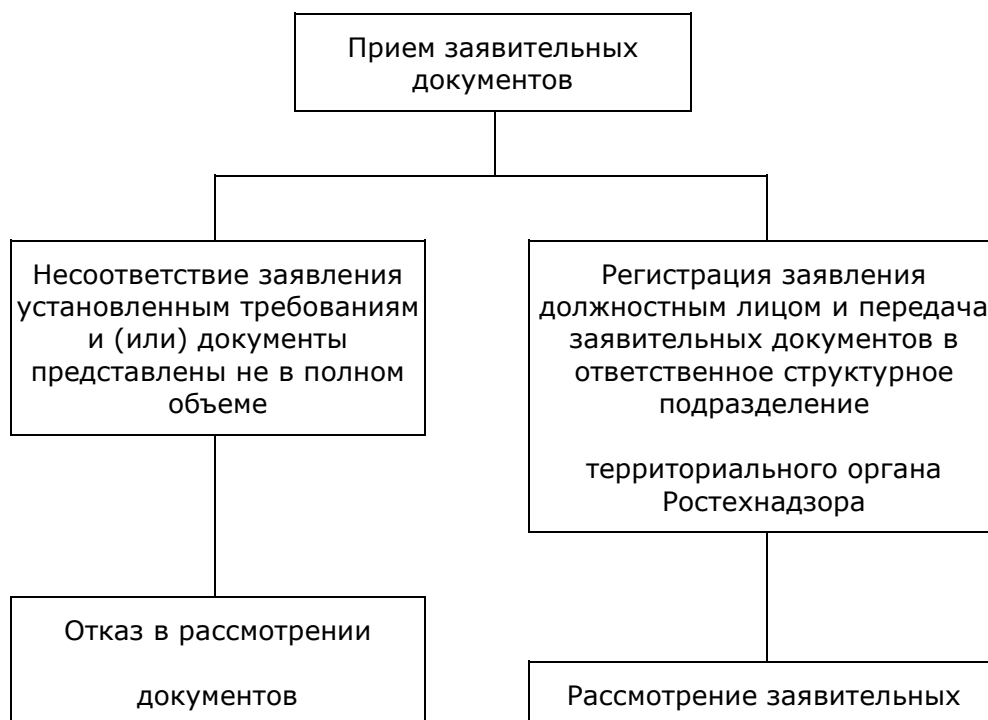 Прием заявительных
документов
Несоответствие заявления
установленным требованиям
и (или) документы
представлены не в полном
объеме
Регистрация заявления
должностным лицом и передача
заявительных документов в
ответственное структурное
подразделение
территориального органа
Ростехнадзора
Отказ в рассмотрении
документов
Рассмотрение заявительных